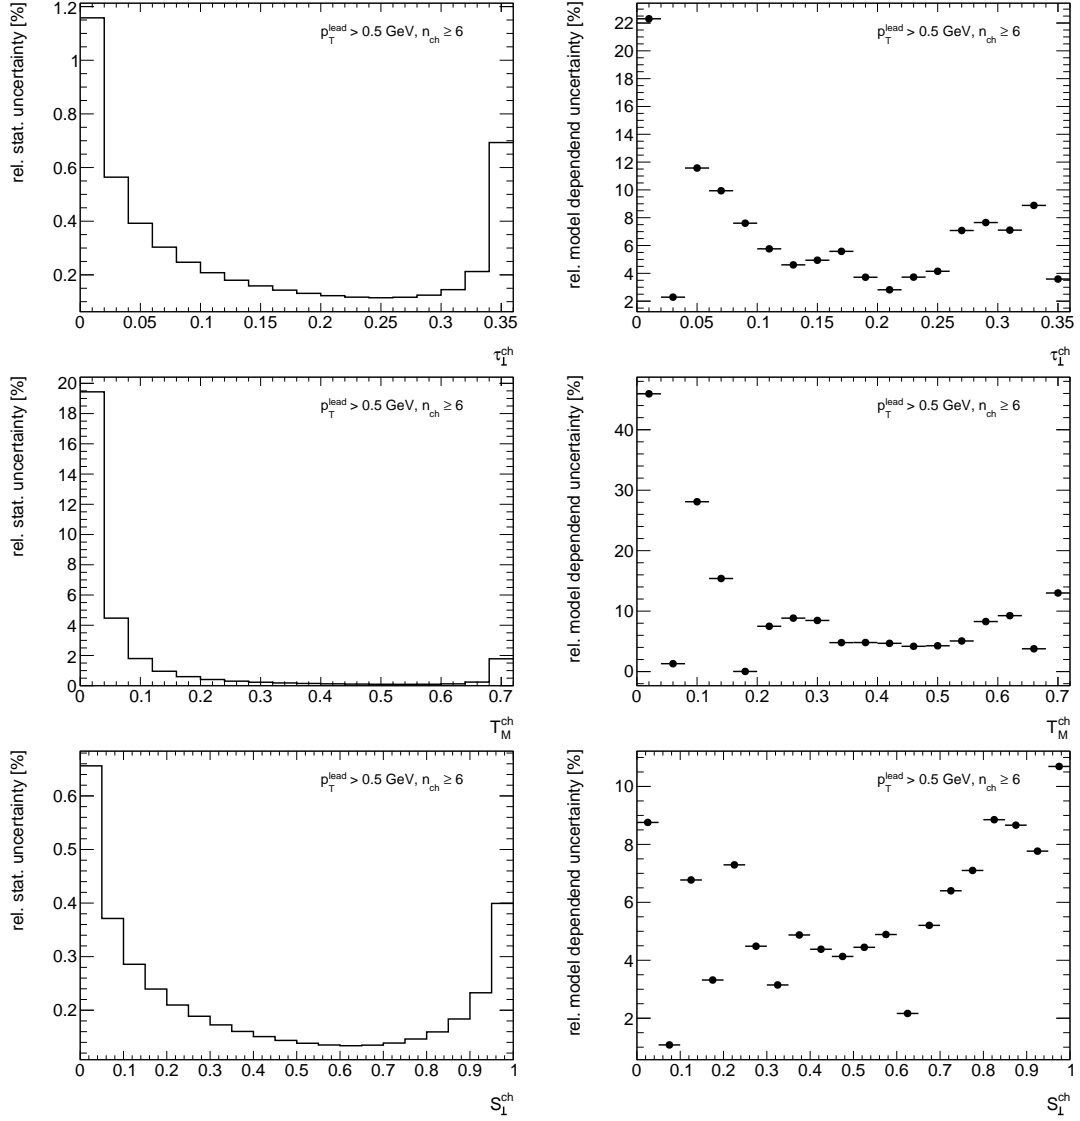 rel. stat. uncertainty [%]
p_T^lead > 0.5 GeV, n_ch ≥ 6
1.2
1
0.8
0.6
0.4
0.2
0 0.05 0.1 0.15 0.2 0.25 0.3 0.35
τ_⊥^ch
rel. model dependend uncertainty [%]
p_T^lead > 0.5 GeV, n_ch ≥ 6
22
20
18
16
14
12
10
8
6
4
2
0 0.05 0.1 0.15 0.2 0.25 0.3 0.35
τ_⊥^ch
rel. stat. uncertainty [%]
p_T^lead > 0.5 GeV, n_ch ≥ 6
20
18
16
14
12
10
8
6
4
2
0
0 0.1 0.2 0.3 0.4 0.5 0.6 0.7
T_M^ch
rel. model dependend uncertainty [%]
p_T^lead > 0.5 GeV, n_ch ≥ 6
40
30
20
10
0
0 0.1 0.2 0.3 0.4 0.5 0.6 0.7
T_M^ch
rel. stat. uncertainty [%]
p_T^lead > 0.5 GeV, n_ch ≥ 6
0.6
0.5
0.4
0.3
0.2
0 0.1 0.2 0.3 0.4 0.5 0.6 0.7 0.8 0.9 1
S_⊥^ch
rel. model dependend uncertainty [%]
p_T^lead > 0.5 GeV, n_ch ≥ 6
10
8
6
4
2
0 0.1 0.2 0.3 0.4 0.5 0.6 0.7 0.8 0.9 1
S_⊥^ch